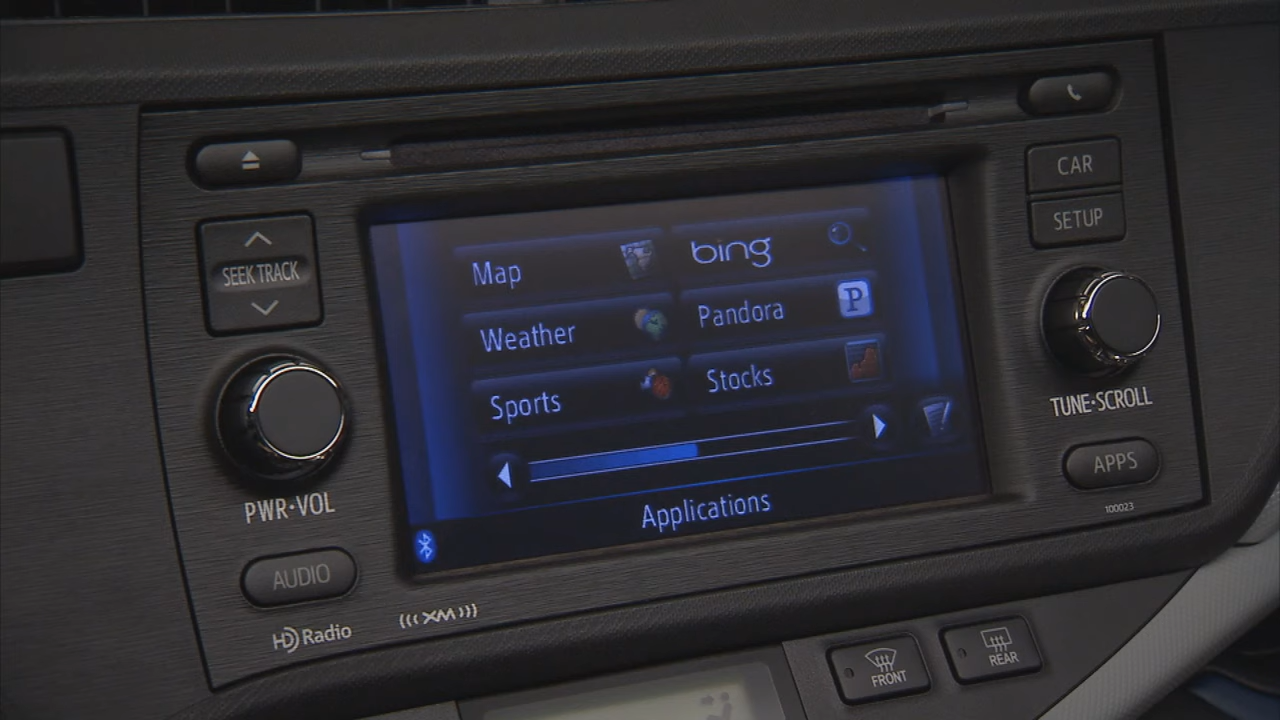 CAR
SETUP
SEEK TRACK
Map
bing
Weather
Pandora
P
Sports
Stocks
Applications
PWR·VOL
TUNE·SCROLL
APPS
100023
AUDIO
HD Radio
((( XM )))
FRONT
REAR